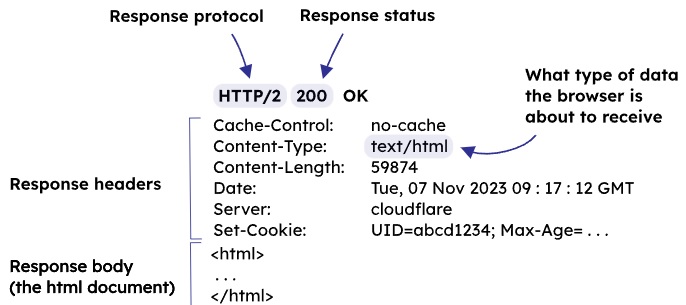 Response protocol Response status
What type of data
the browser is
about to receive
HTTP/2 200 OK
Cache-Control: no-cache
Content-Type: text/html
Content-Length: 59874
Response headers
Date: Tue, 07 Nov 2023 09 : 17 : 12 GMT
Server: cloudflare
Set-Cookie: UID=abcd1234; Max-Age= . . .
Response body
(the html document)
<html>
. . .
</html>